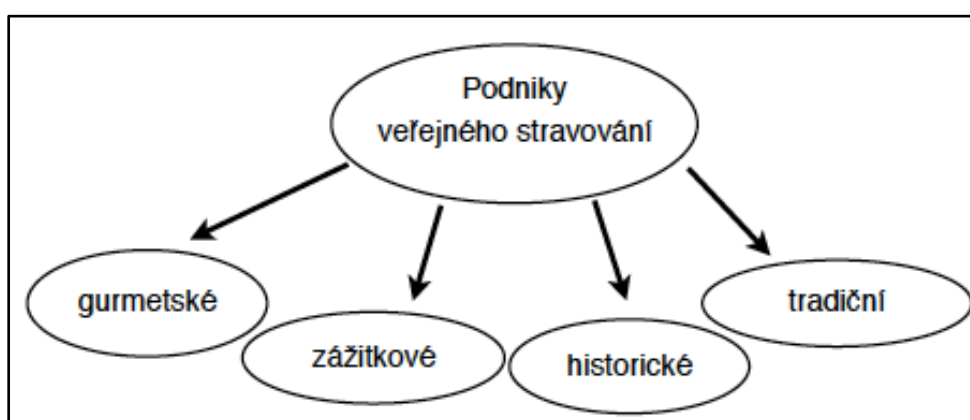 Podniky
veřejného stravování
gurmetské
zážitkové
historické
tradiční